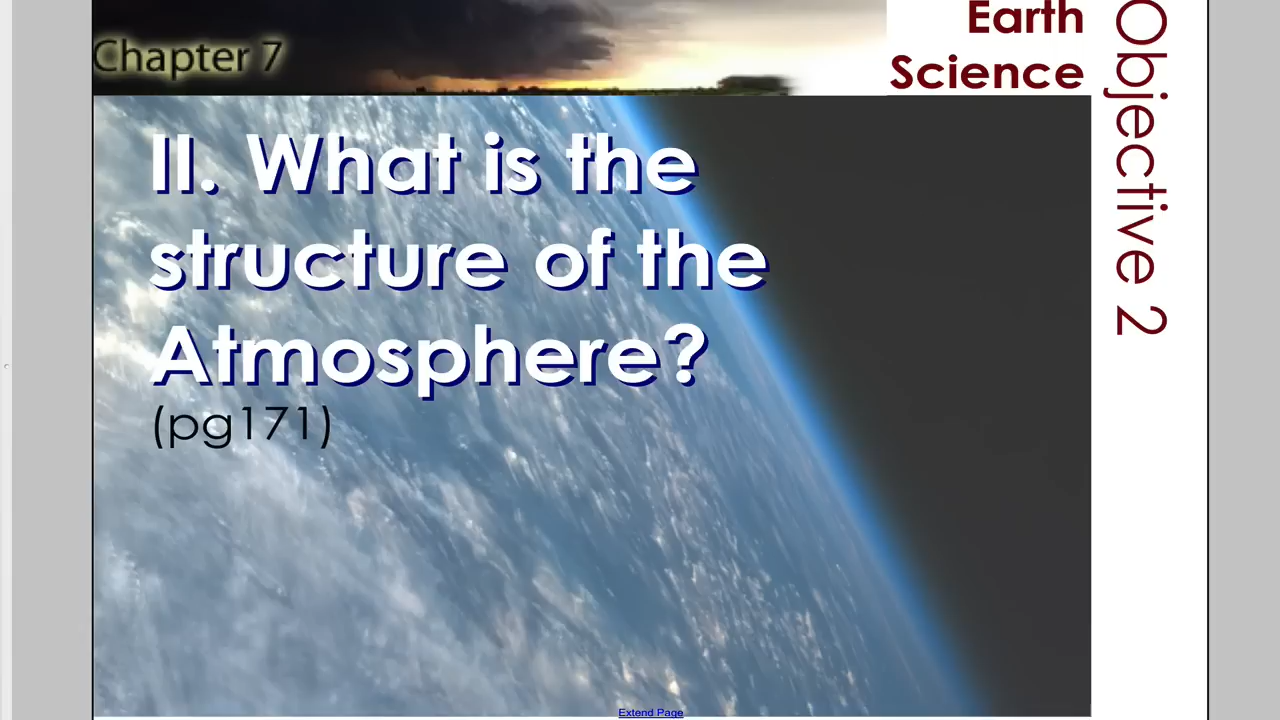 Chapter 7
Earth
Science
Objective 2
II. What is the
structure of the
Atmosphere?
(pg171)
Extend Page